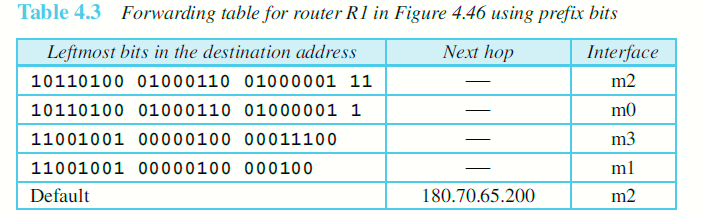 Table 4.3 Forwarding table for router R1 in Figure 4.46 using prefix bits
Leftmost bits in the destination address Next hop Interface
10110100 01000110 01000001 11 — m2
10110100 01000110 01000001 1 — m0
11001001 00000100 00011100 — m3
11001001 00000100 000100 — m1
Default 180.70.65.200 m2